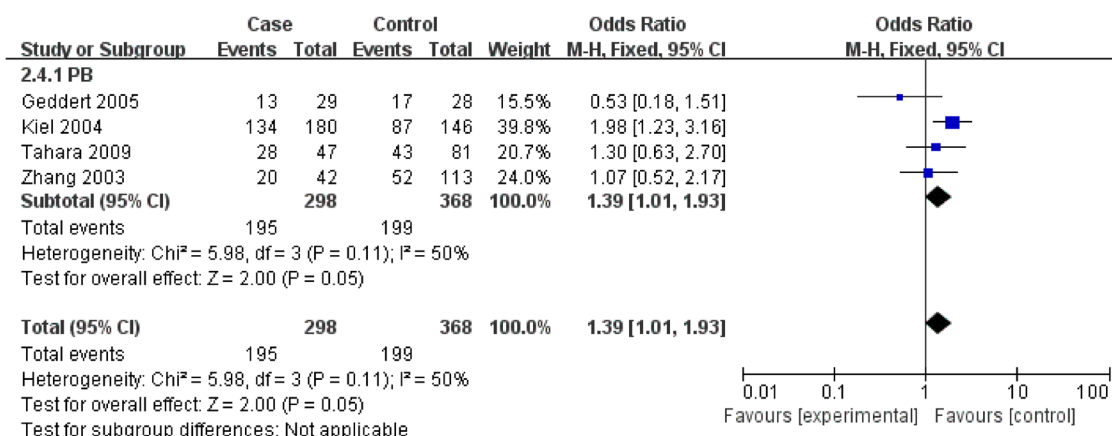 Case Control Odds Ratio Odds Ratio
Study or Subgroup Events Total Events Total Weight M-H, Fixed, 95% CI M-H, Fixed, 95% CI
2.4.1 PB
Geddert 2005 13 29 17 28 15.5% 0.53 [0.18, 1.51]
Kiel 2004 134 180 87 146 39.8% 1.98 [1.23, 3.16]
Tahara 2009 28 47 43 81 20.7% 1.30 [0.63, 2.70]
Zhang 2003 20 42 52 113 24.0% 1.07 [0.52, 2.17]
Subtotal (95% CI) 298 368 100.0% 1.39 [1.01, 1.93]
Total events 195 199
Heterogeneity: Chi² = 5.98, df = 3 (P = 0.11); I² = 50%
Test for overall effect: Z = 2.00 (P = 0.05)
Total (95% CI) 298 368 100.0% 1.39 [1.01, 1.93]
Total events 195 199
Heterogeneity: Chi² = 5.98, df = 3 (P = 0.11); I² = 50%
Test for overall effect: Z = 2.00 (P = 0.05)
Test for subgroup differences: Not applicable
0.01 0.1 1 10 100
Favours [experimental] Favours [control]